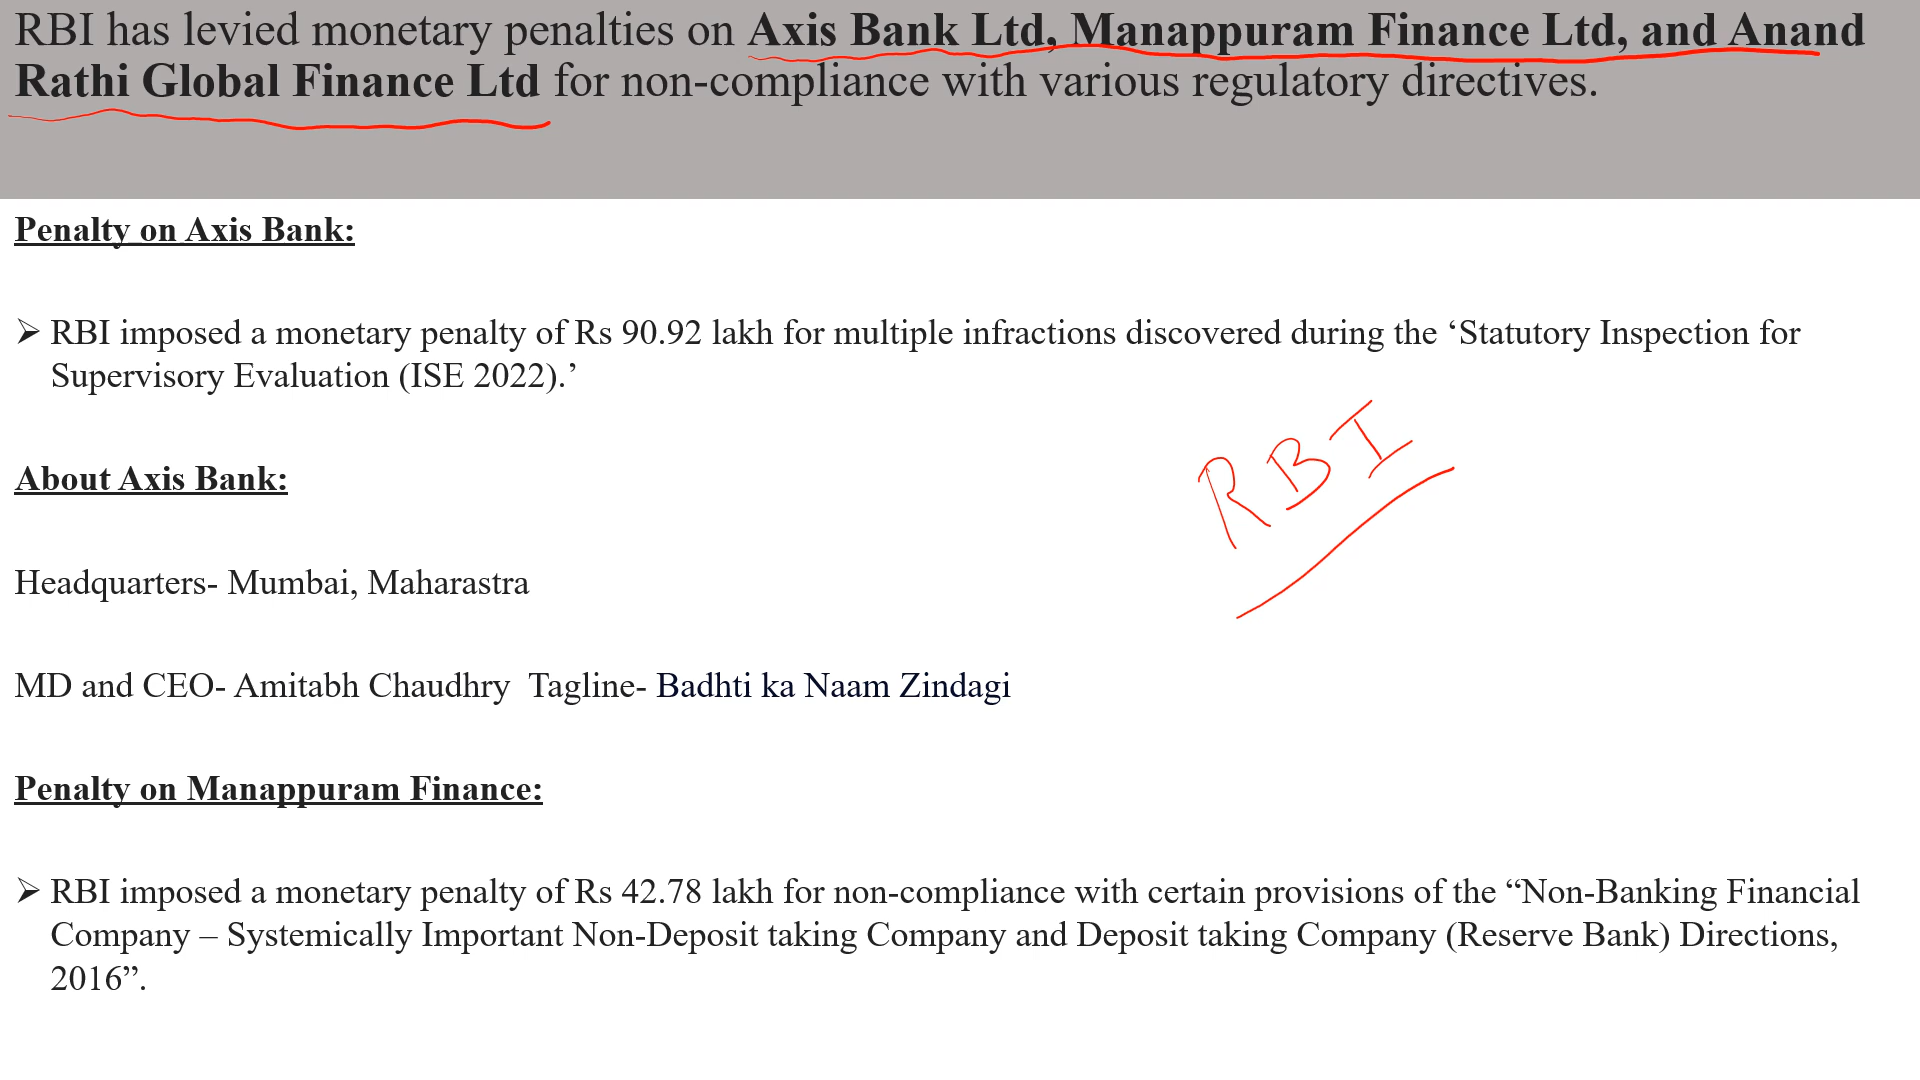 RBI has levied monetary penalties on Axis Bank Ltd, Manappuram Finance Ltd, and Anand
Rathi Global Finance Ltd for non-compliance with various regulatory directives.
Penalty on Axis Bank:
➢ RBI imposed a monetary penalty of Rs 90.92 lakh for multiple infractions discovered during the ‘Statutory Inspection for
Supervisory Evaluation (ISE 2022).’
RBI
About Axis Bank:
Headquarters- Mumbai, Maharastra
MD and CEO- Amitabh Chaudhry  Tagline- Badhti ka Naam Zindagi
Penalty on Manappuram Finance:
➢ RBI imposed a monetary penalty of Rs 42.78 lakh for non-compliance with certain provisions of the “Non-Banking Financial
Company – Systemically Important Non-Deposit taking Company and Deposit taking Company (Reserve Bank) Directions,
2016”.